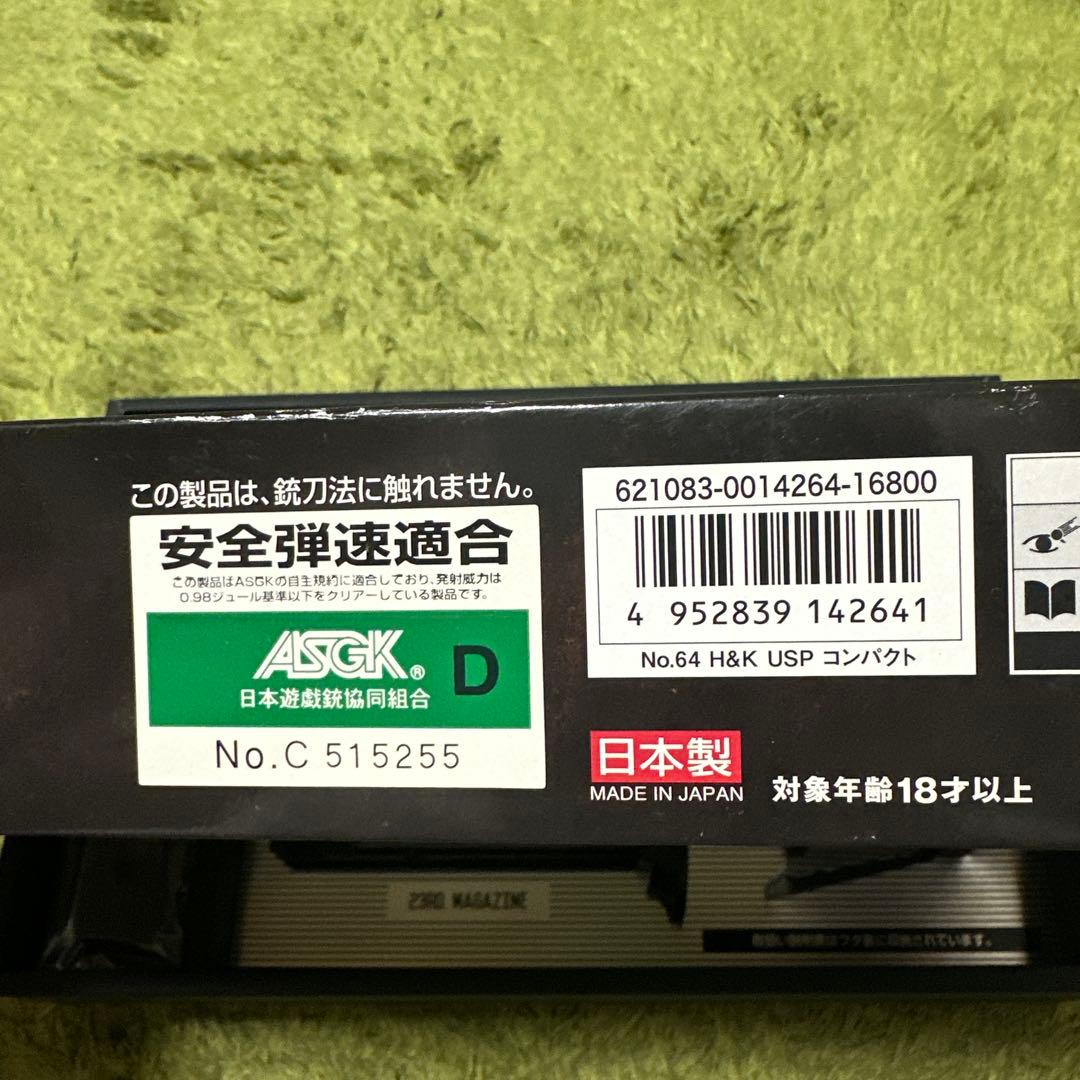 この製品は、銃刀法に触れません。
安全弾速適合
この製品はASGKの自主規約に適合しており、発射威力は
0.98ジュール基準以下をクリアーしている製品です。
ASGK® D
日本遊戯銃協同組合
No.C 515255
621083-0014264-16800
4 952839 142641
No.64 H&K USP コンパクト
日本製
MADE IN JAPAN
対象年齢18才以上
23RD MAGAZINE